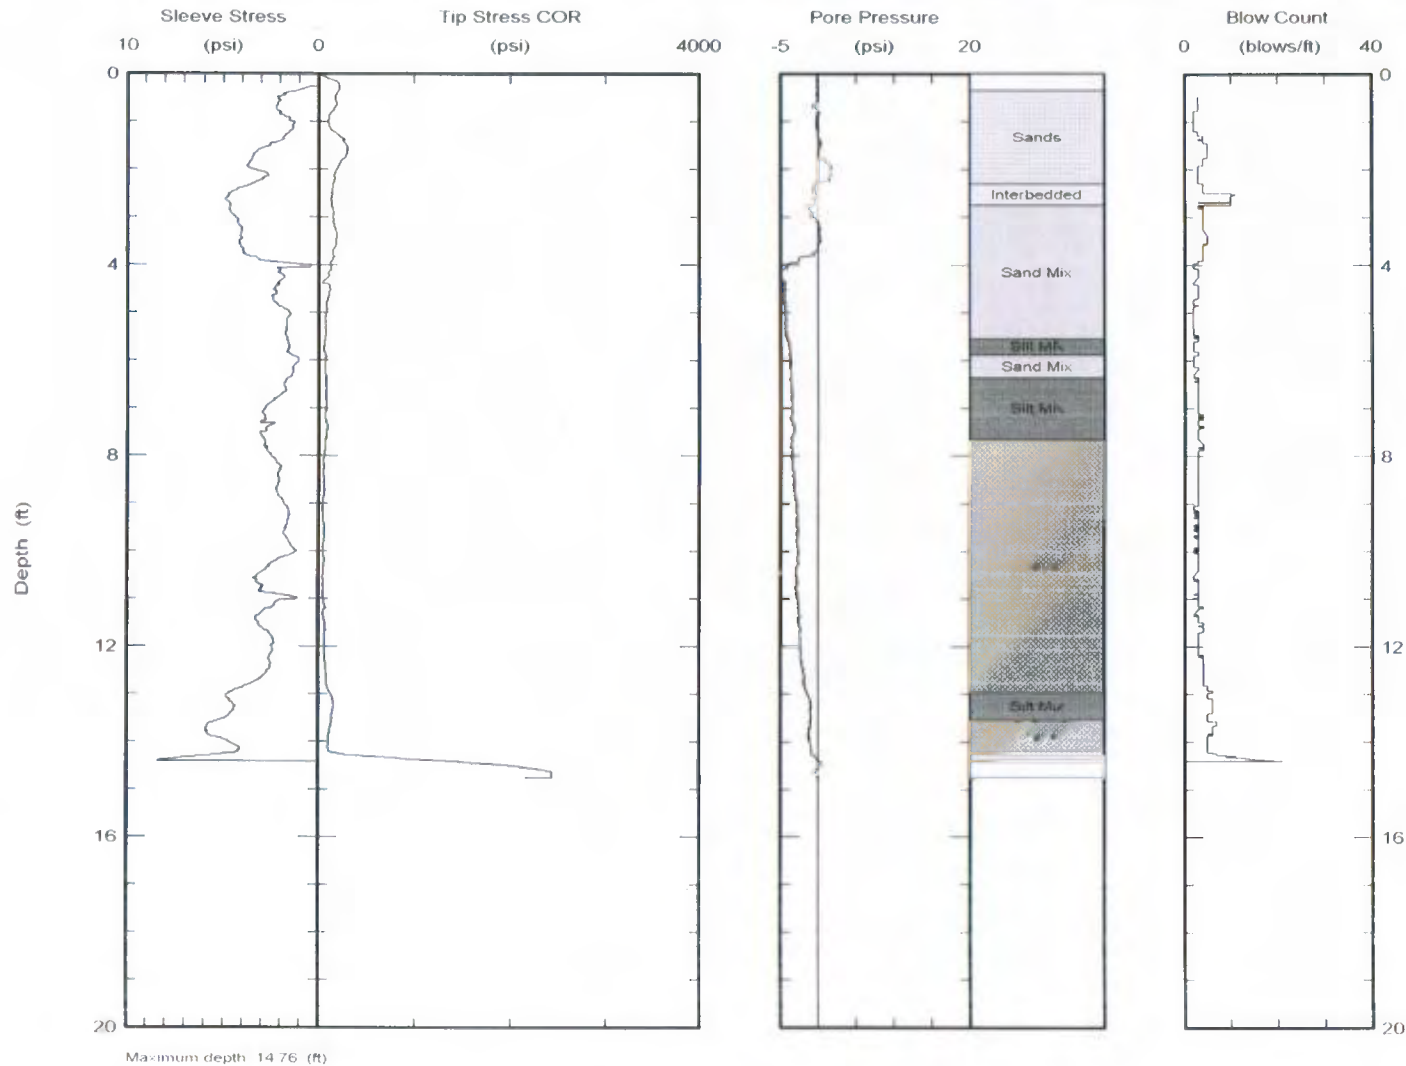 Sleeve Stress Tip Stress COR Pore Pressure Blow Count
10 (psi) 0 (psi) 4000 -5 (psi) 20 0 (blows/ft) 40
0 0
Sands
Interbedded
4 Sand Mix 4
Silt Mix
Sand Mix
Silt Mix
8 8
Depth (ft)
12 12
Silt Mix
16 16
20 20
Maximum depth 14 76 (ft)